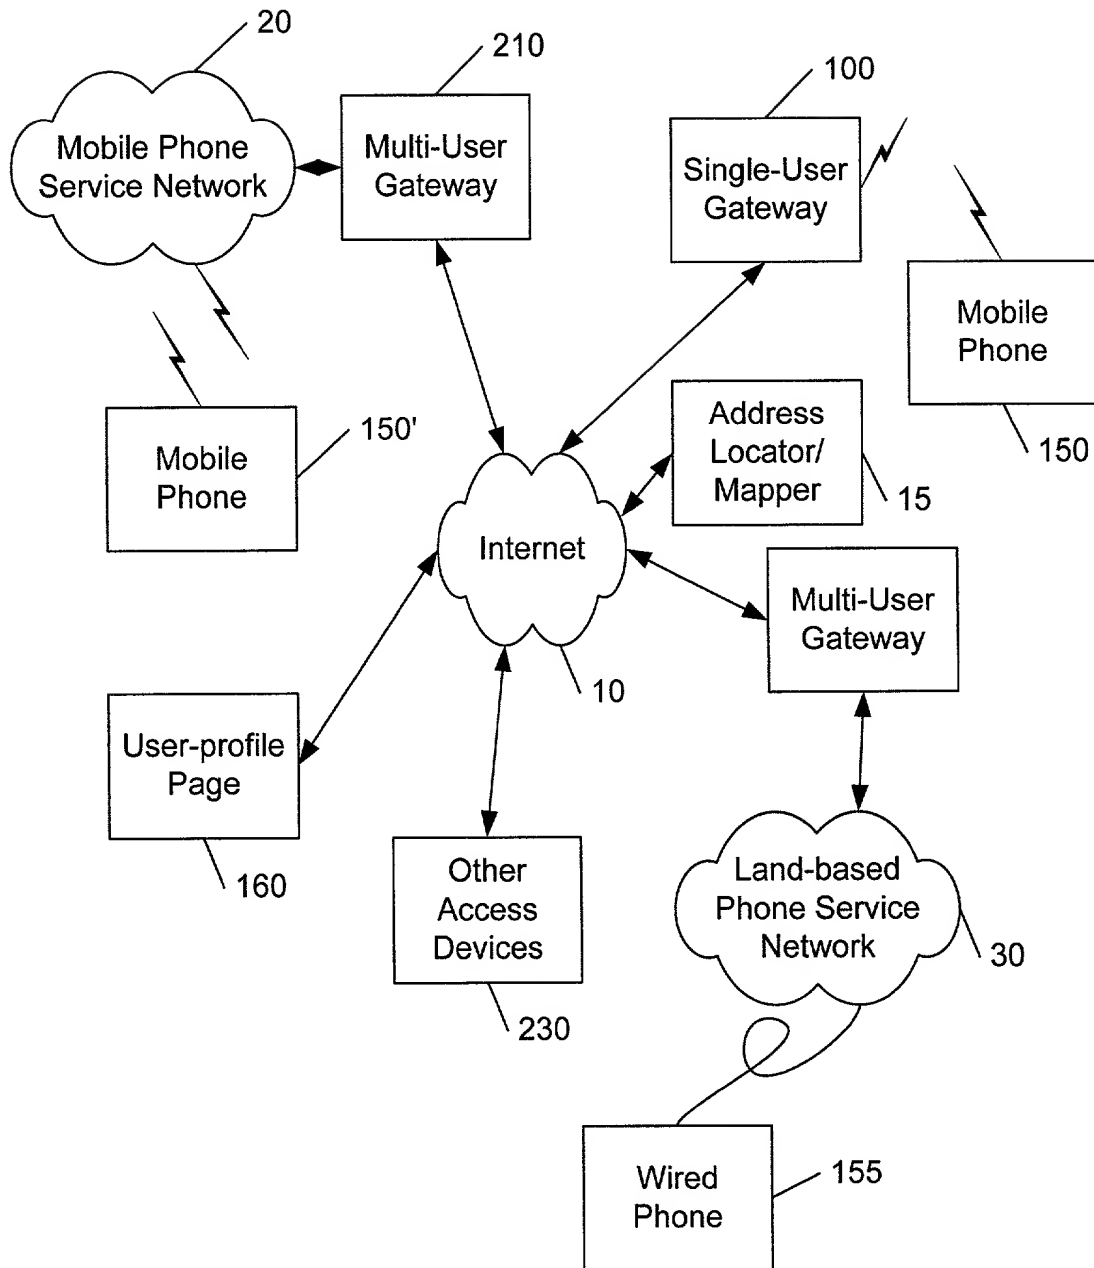 20
210
100
Mobile Phone
Service Network
Multi-User
Gateway
Single-User
Gateway
Mobile
Phone
150
150'
Mobile
Phone
Address
Locator/
Mapper
15
Internet
10
Multi-User
Gateway
User-profile
Page
160
Other
Access
Devices
230
Land-based
Phone Service
Network
30
Wired
Phone
155